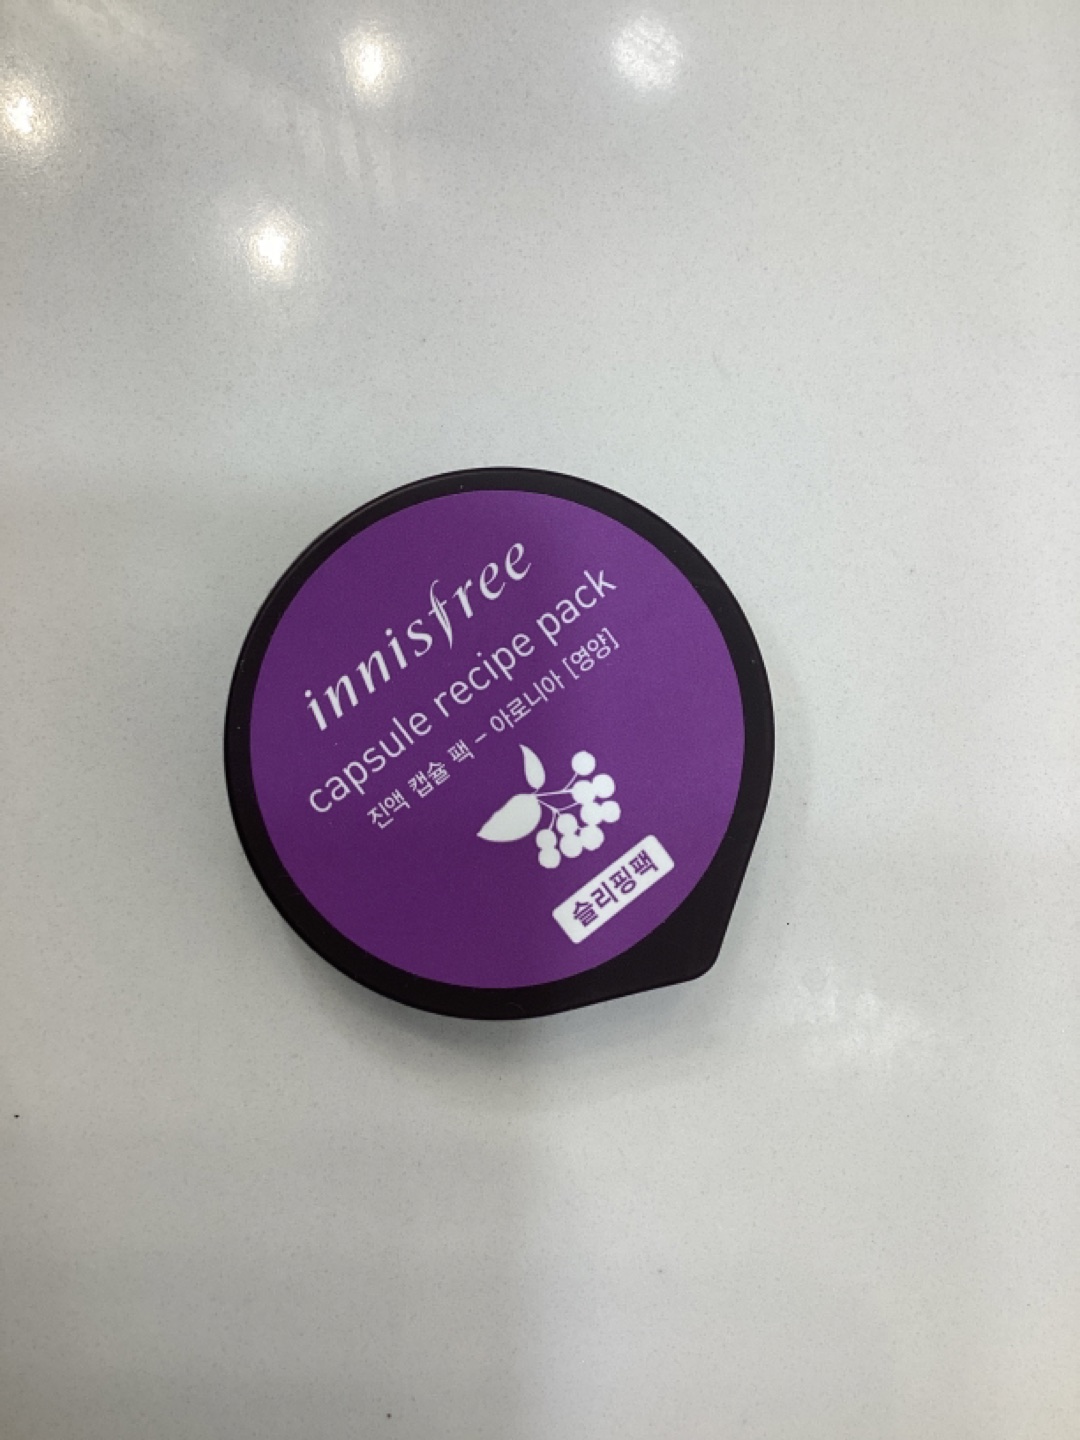 innisfree
capsule recipe pack
진액 캡슐 팩 - 아로니아 [영양]
슬리핑팩